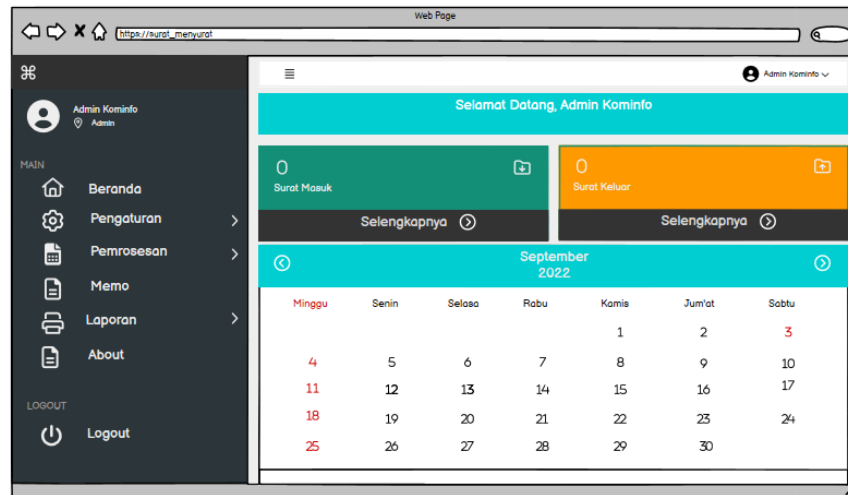 Web Page
https://surat_menyurat
Admin Kominfo
Admin Kominfo
Admin
Selamat Datang, Admin Kominfo
MAIN
Beranda
Pengaturan
Pemrosesan
Memo
Laporan
About
LOGOUT
Logout
0
Surat Masuk
Selengkapnya
0
Surat Keluar
Selengkapnya
September
2022
Minggu Senin Selasa Rabu Kamis Jum'at Sabtu
1 2 3
4 5 6 7 8 9 10
11 12 13 14 15 16 17
18 19 20 21 22 23 24
25 26 27 28 29 30